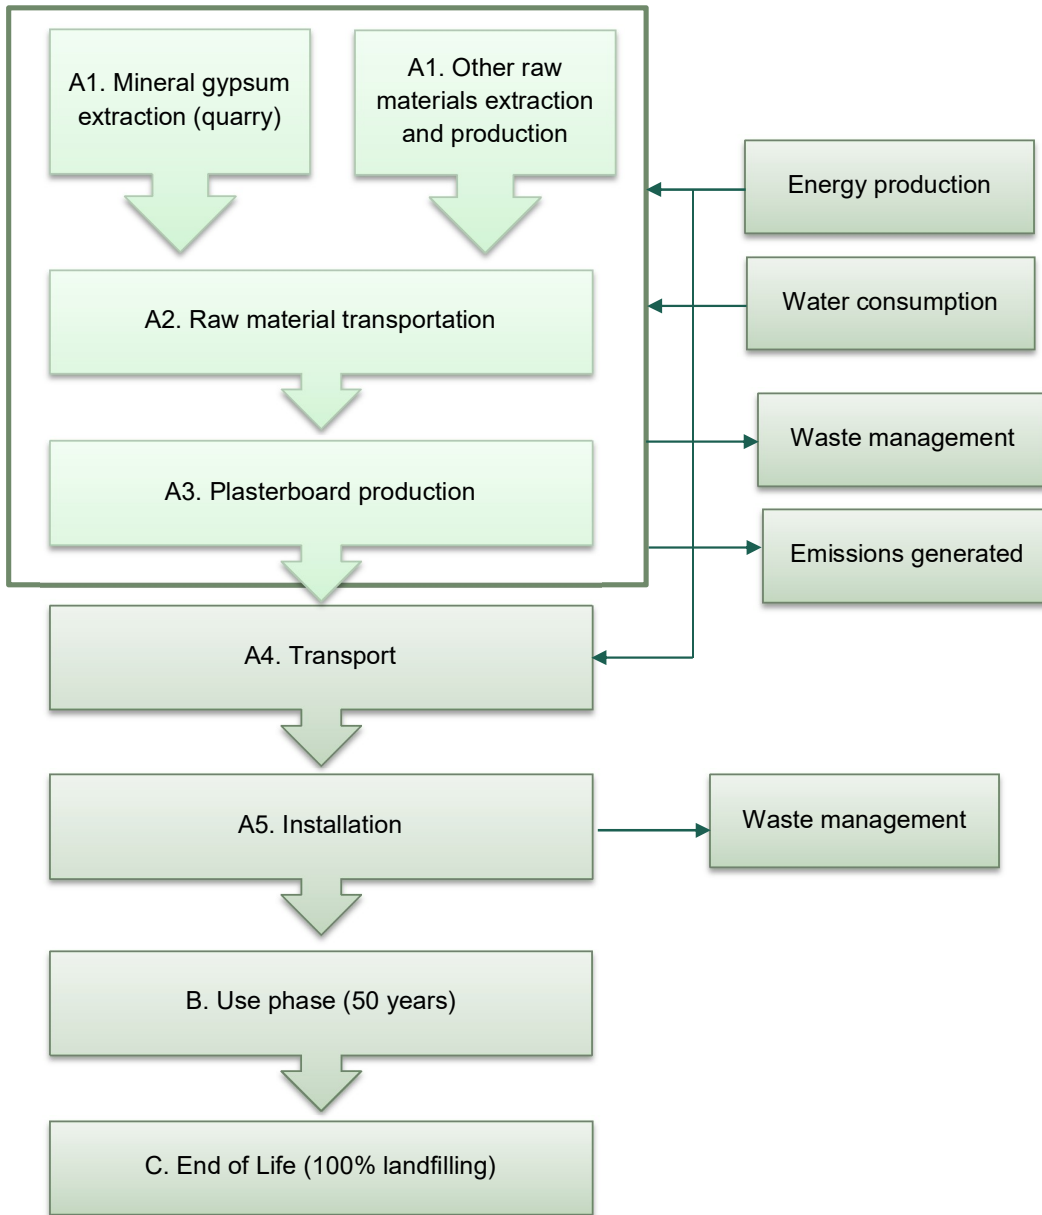 A1. Mineral gypsum
extraction (quarry)
A1. Other raw
materials extraction
and production
Energy production
A2. Raw material transportation
Water consumption
Waste management
A3. Plasterboard production
Emissions generated
A4. Transport
A5. Installation
Waste management
B. Use phase (50 years)
C. End of Life (100% landfilling)